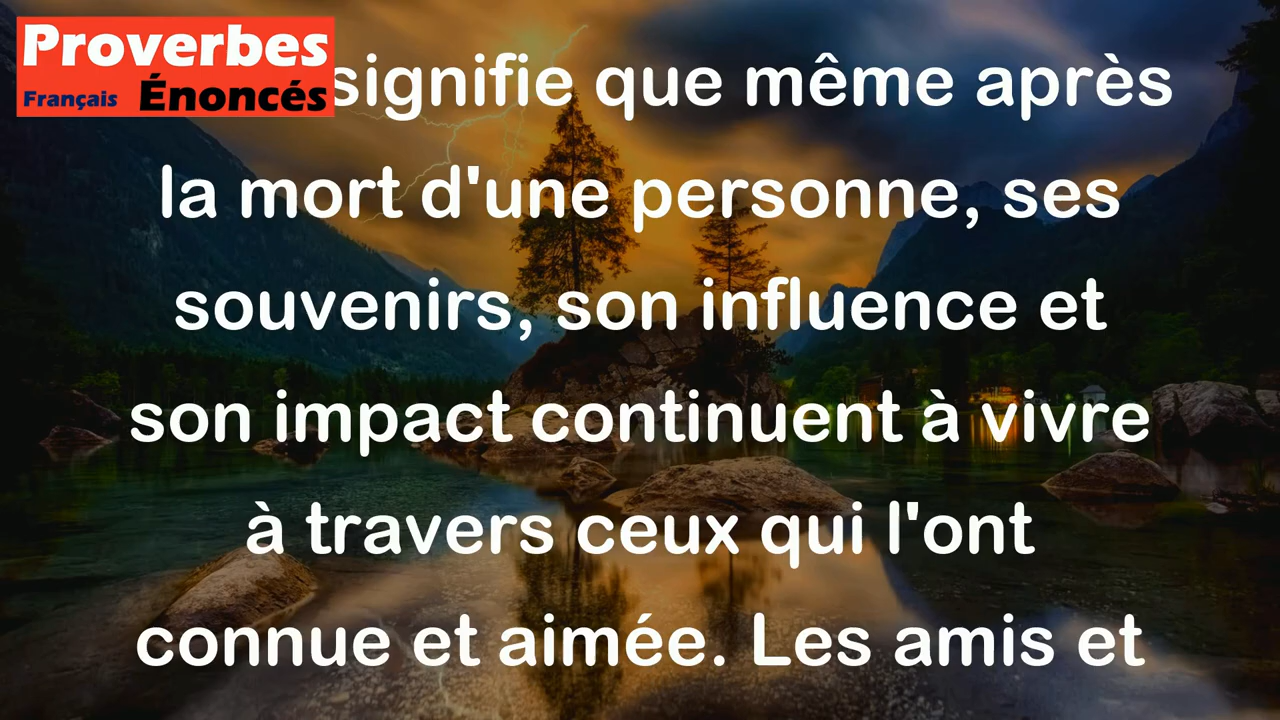 Proverbes
Français Énoncés
signifie que même après
la mort d'une personne, ses
souvenirs, son influence et
son impact continuent à vivre
à travers ceux qui l'ont
connue et aimée. Les amis et